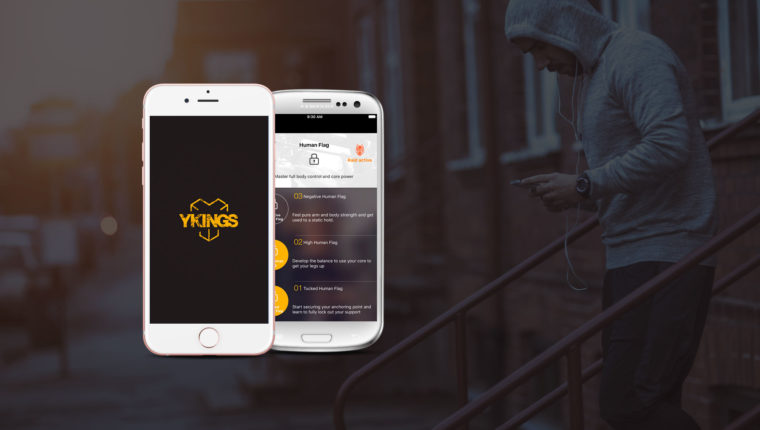 YKINGS
9:30 AM
Human Flag
Raid active
Master full body control and core power
03 Negative Human Flag
Feel pure arm and body strength and get
used to a static hold.
02 High Human Flag
Develop the balance to use your core to
get your legs up
01 Tucked Human Flag
Start securing your anchoring point and
learn to fully lock out your support